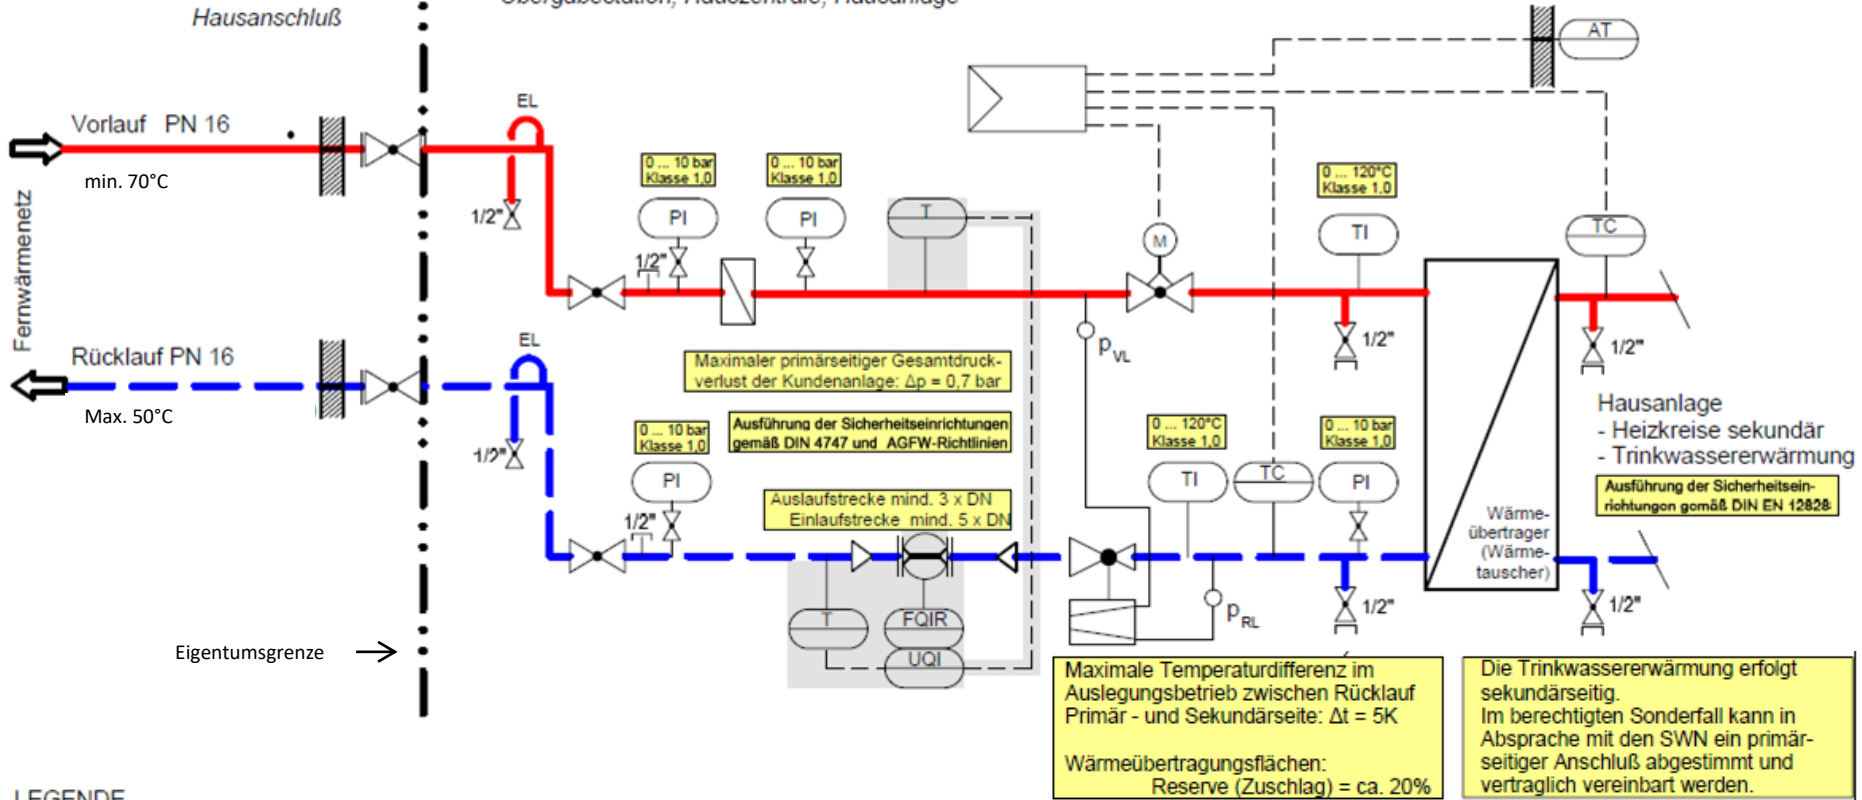 Hausanschluß
Übergabestation, Hauszentrale, Hausanlage
AT
EL
Vorlauf PN 16
min. 70°C
0 ... 10 bar
Klasse 1,0
0 ... 10 bar
Klasse 1,0
0 ... 120°C
Klasse 1,0
1/2"
PI
PI
T
M
TI
TC
1/2"
Fernwärmenetz
EL
Rücklauf PN 16
Max. 50°C
Maximaler primärseitiger Gesamtdruck-
verlust der Kundenanlage: Δp = 0,7 bar
pVL
1/2"
1/2"
0 ... 10 bar
Klasse 1,0
Ausführung der Sicherheitseinrichtungen
gemäß DIN 4747 und AGFW-Richtlinien
0 ... 120°C
Klasse 1,0
0 ... 10 bar
Klasse 1,0
Hausanlage
- Heizkreise sekundär
- Trinkwassererwärmung
1/2"
PI
TI
TC
PI
Auslaufstrecke mind. 3 x DN
Einlaufstrecke mind. 5 x DN
Ausführung der Sicherheitsein-
richtungen gemäß DIN EN 12828
1/2"
Wärme-
übertrager
(Wärme-
tauscher)
T
FQIR
UQI
pRL
1/2"
1/2"
Eigentumsgrenze
Maximale Temperaturdifferenz im
Auslegungsbetrieb zwischen Rücklauf
Primär - und Sekundärseite: Δt = 5K
Wärmeübertragungsflächen:
Reserve (Zuschlag) = ca. 20%
Die Trinkwassererwärmung erfolgt
sekundärseitig.
Im berechtigten Sonderfall kann in
Absprache mit den SWN ein primär-
seitiger Anschluß abgestimmt und
vertraglich vereinbart werden.
LEGENDE